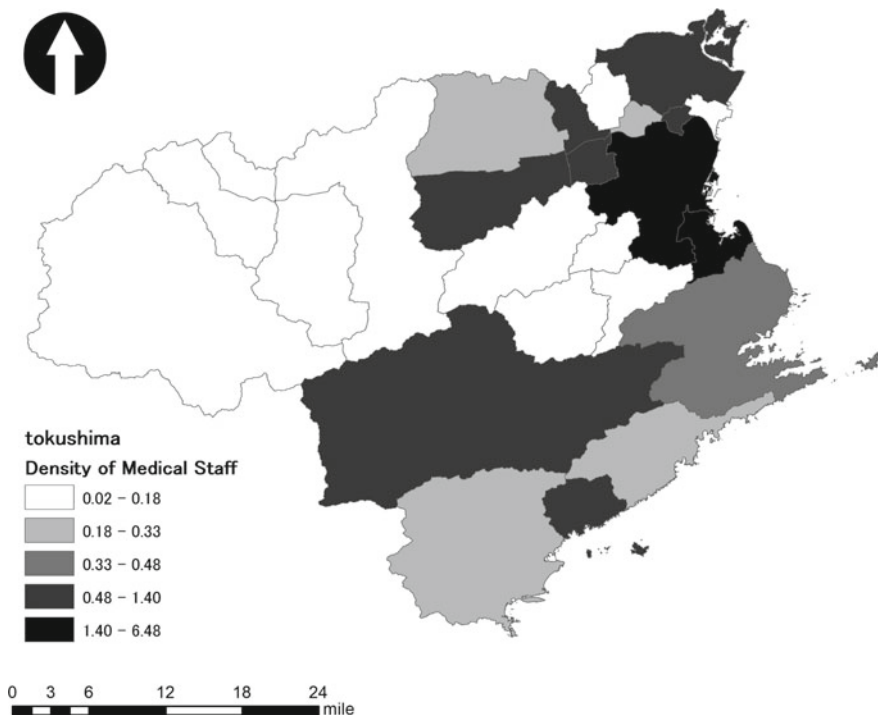 tokushima
Density of Medical Staff
0.02 - 0.18
0.18 - 0.33
0.33 - 0.48
0.48 - 1.40
1.40 - 6.48
0 3 6 12 18 24
mile